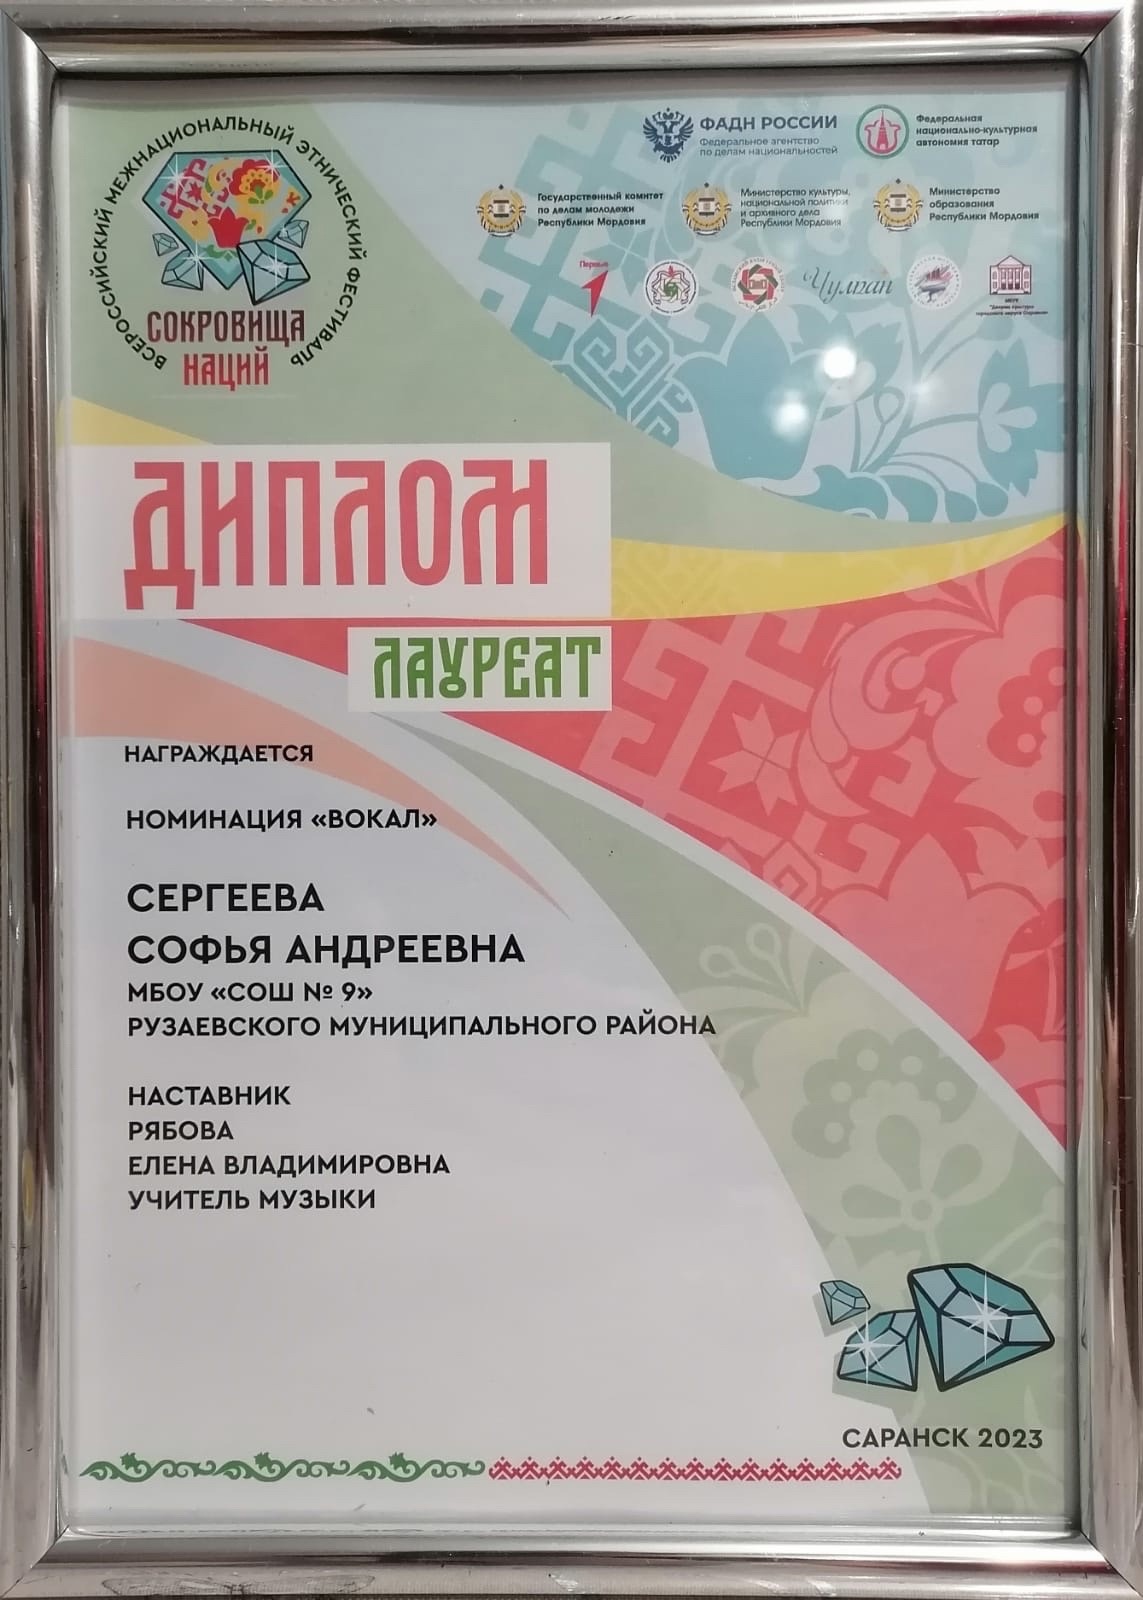 ВСЕРОССИЙСКИЙ МЕЖНАЦИОНАЛЬНЫЙ ЭТНИЧЕСКИЙ ФЕСТИВАЛЬ
СОКРОВИЩА
НАЦИЙ
ФАДН РОССИИ
Федеральное агентство
по делам национальностей
Федеральная
национально-культурная
автономия татар
Государственный комитет
по делам молодежи
Республики Мордовия
Министерство культуры,
национальной политики
и архивного дела
Республики Мордовия
Министерство
образования
Республики Мордовия
Первые
Чулпан
ДИПЛОМ
ЛАУРЕАТ
НАГРАЖДАЕТСЯ
НОМИНАЦИЯ «ВОКАЛ»
СЕРГЕЕВА
СОФЬЯ АНДРЕЕВНА
МБОУ «СОШ № 9»
РУЗАЕВСКОГО МУНИЦИПАЛЬНОГО РАЙОНА
НАСТАВНИК
РЯБОВА
ЕЛЕНА ВЛАДИМИРОВНА
УЧИТЕЛЬ МУЗЫКИ
САРАНСК 2023